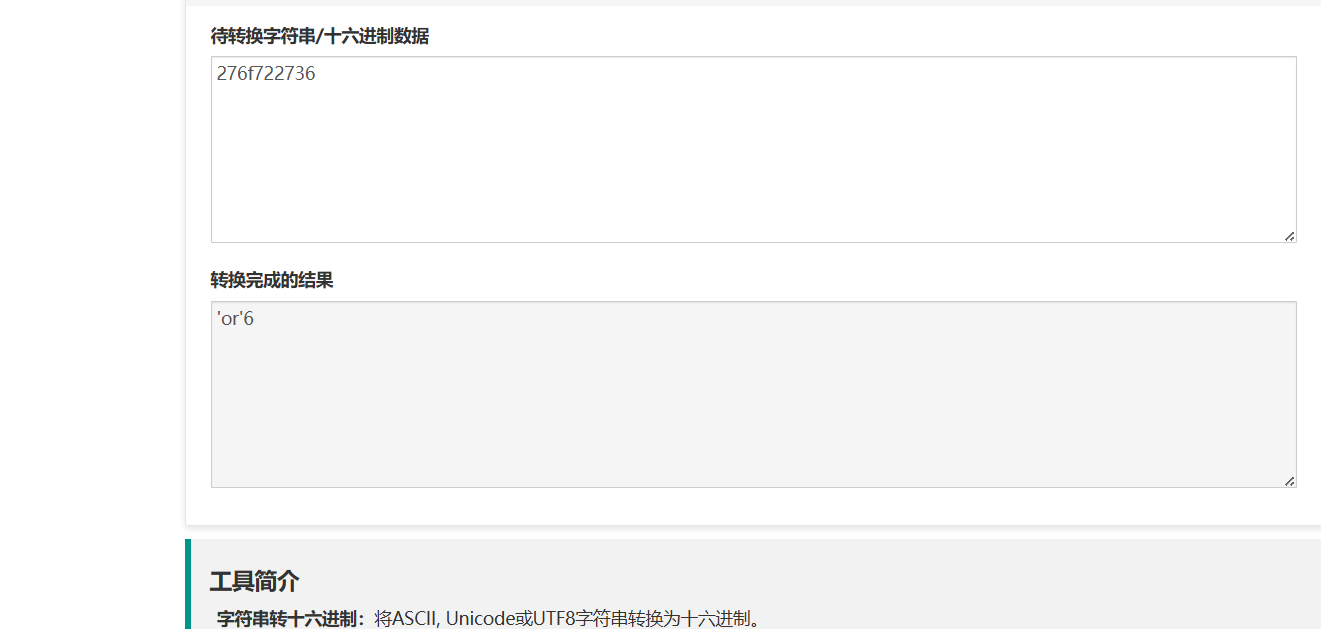 待转换字符串/十六进制数据
276f722736
转换完成的结果
'or'6
工具简介
字符串转十六进制：将ASCII, Unicode或UTF8字符串转换为十六进制。